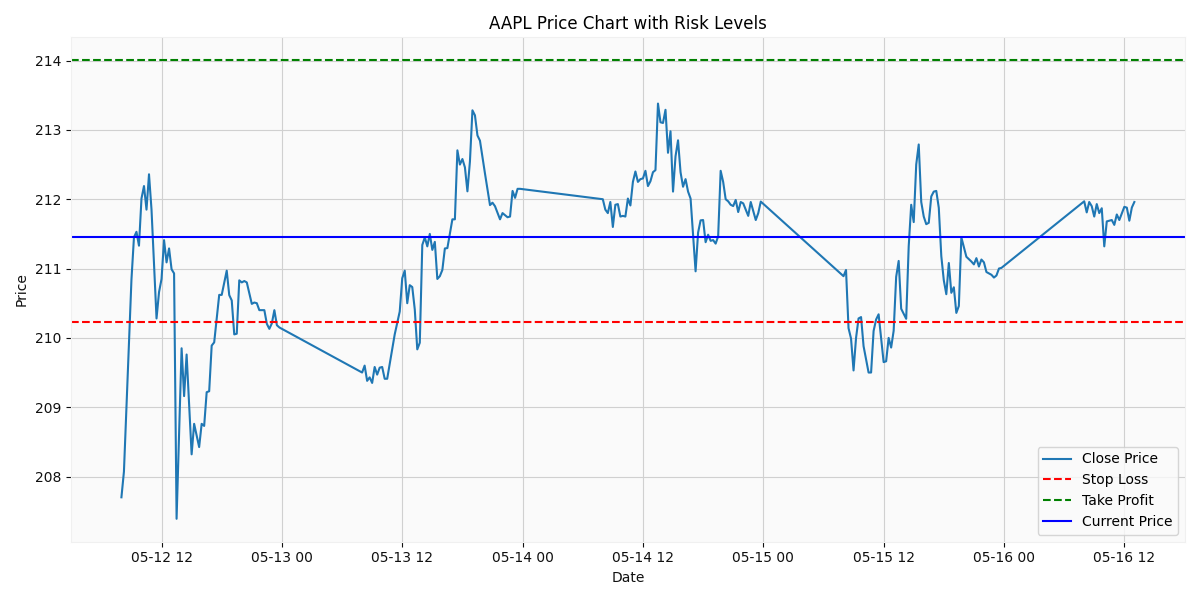 AAPL Price Chart with Risk Levels
214
213
212
211
210
209
208
Price
Close Price
Stop Loss
Take Profit
Current Price
05-12 12
05-13 00
05-13 12
05-14 00
05-14 12
05-15 00
05-15 12
05-16 00
05-16 12
Date